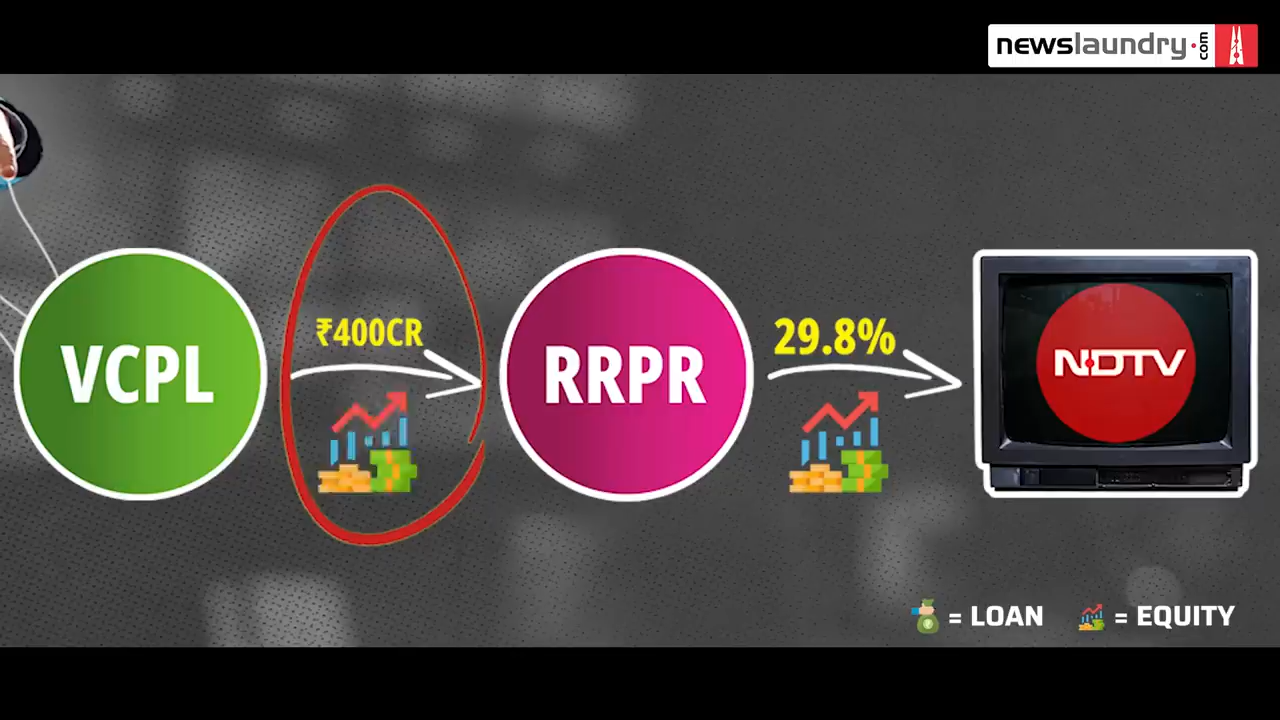 newslaundry.com
₹400CR
29.8%
VCPL
RRPR
NDTV
= LOAN
= EQUITY